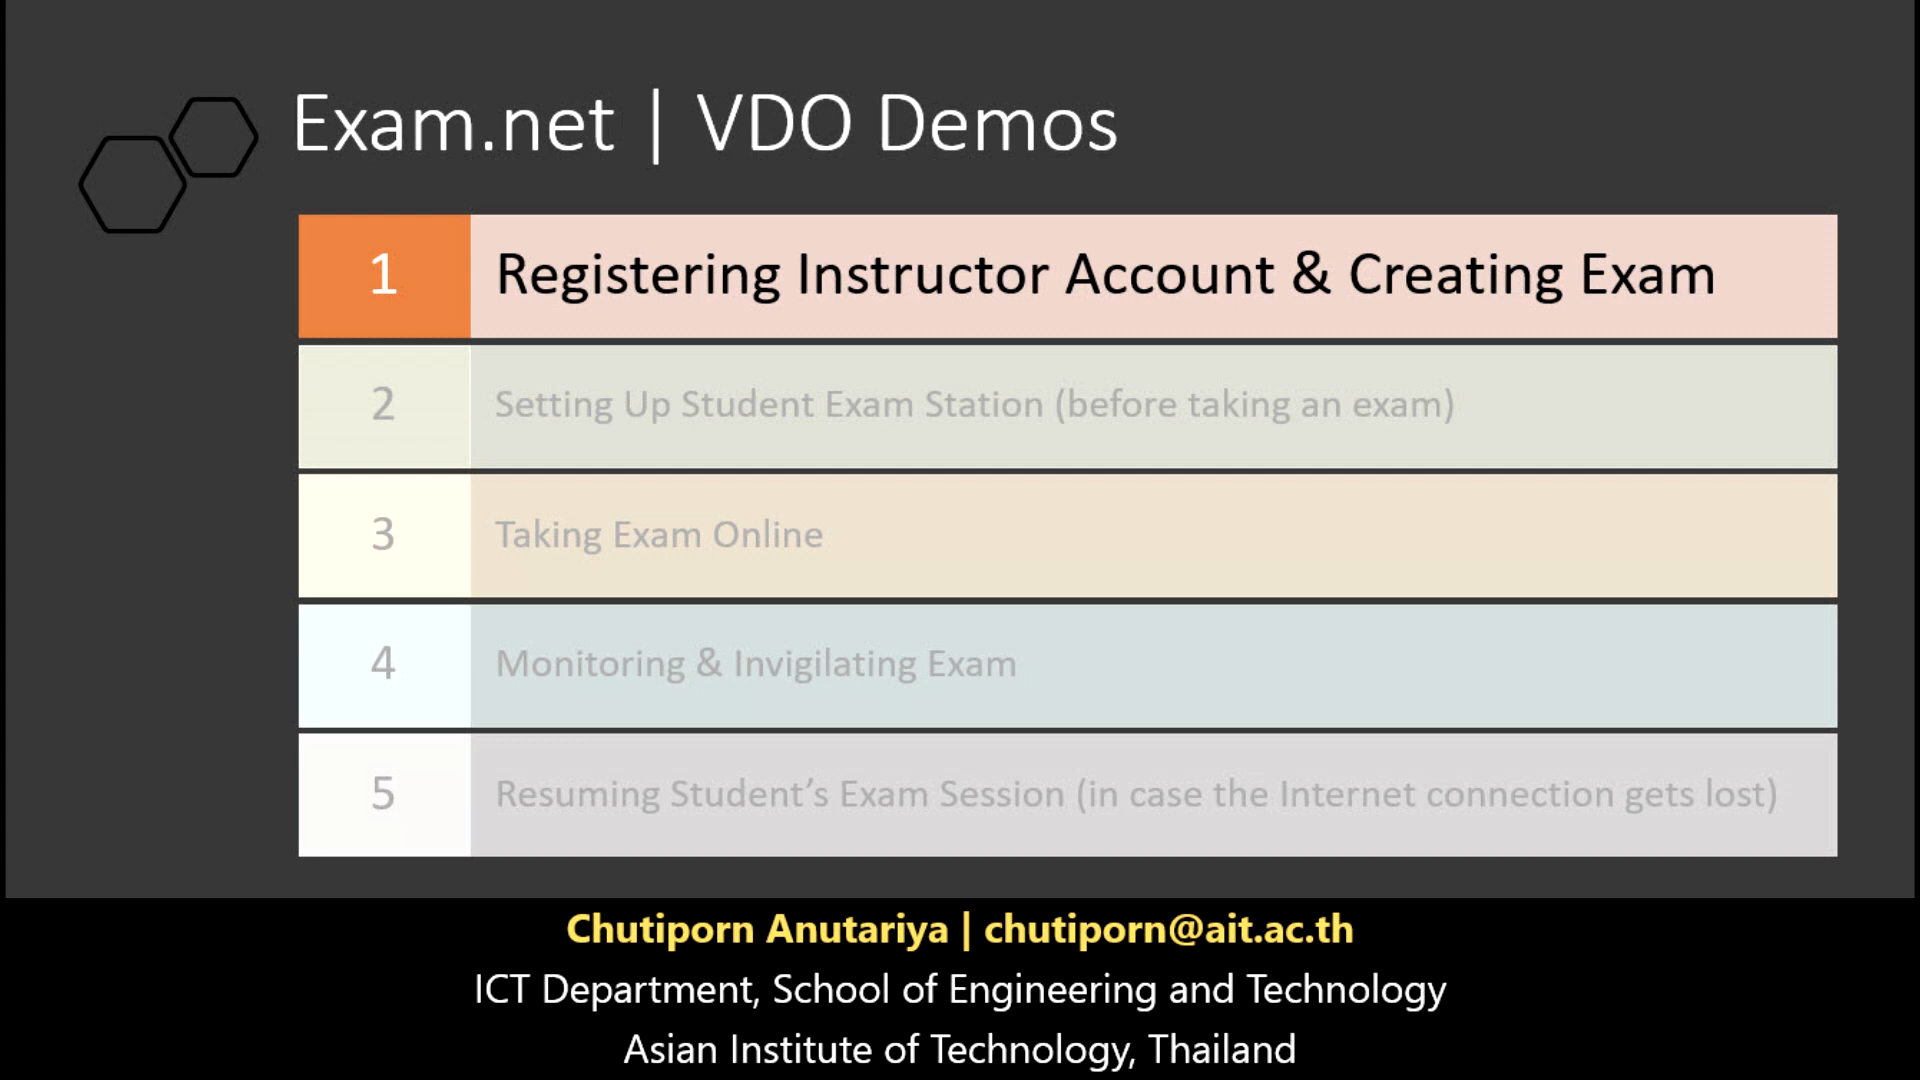 Exam.net | VDO Demos
1 Registering Instructor Account & Creating Exam
2 Setting Up Student Exam Station (before taking an exam)
3 Taking Exam Online
4 Monitoring & Invigilating Exam
5 Resuming Student’s Exam Session (in case the Internet connection gets lost)
Chutiporn Anutariya | chutiporn@ait.ac.th
ICT Department, School of Engineering and Technology
Asian Institute of Technology, Thailand